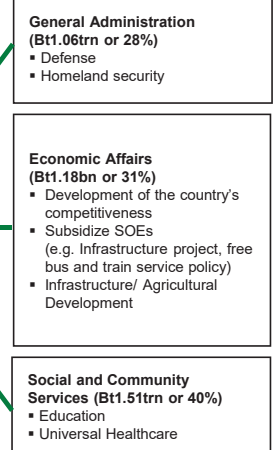 General Administration
(Bt1.06trn or 28%)
▪ Defense
▪ Homeland security
Economic Affairs
(Bt1.18bn or 31%)
▪ Development of the country's
competitiveness
▪ Subsidize SOEs
(e.g. Infrastructure project, free
bus and train service policy)
▪ Infrastructure/ Agricultural
Development
Social and Community
Services (Bt1.51trn or 40%)
▪ Education
▪ Universal Healthcare